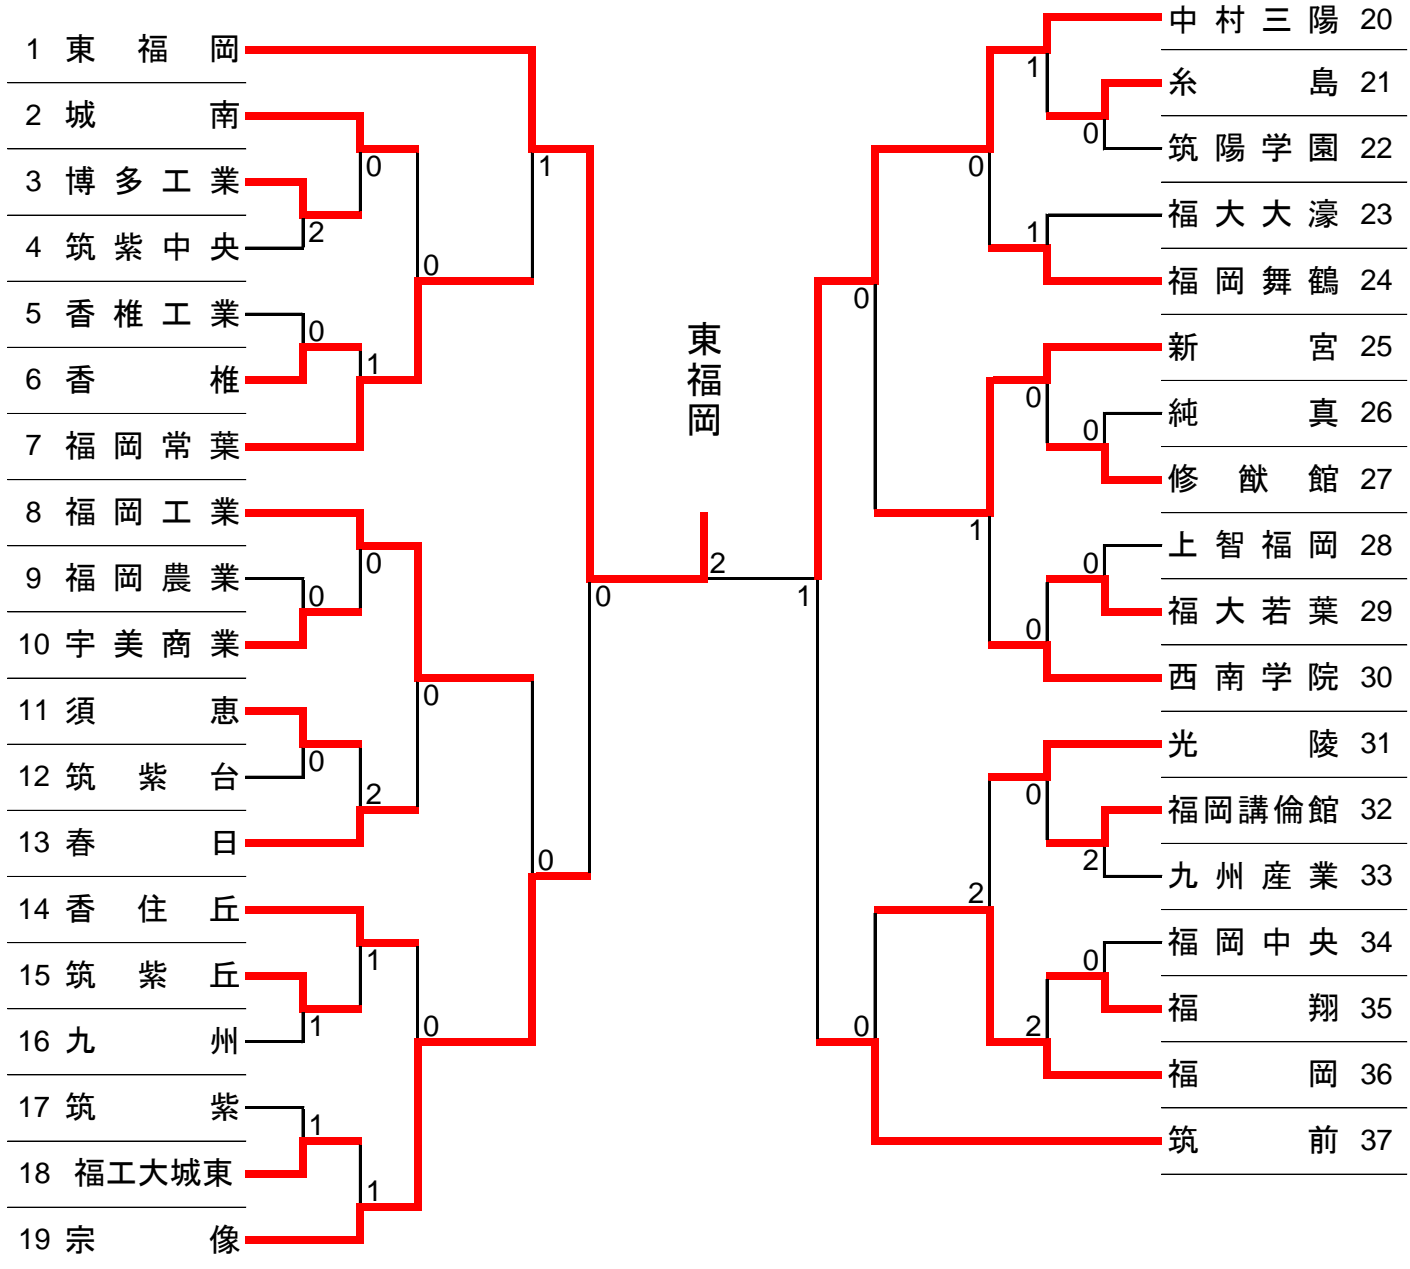 1 東福岡
2 城南
3 博多工業
4 筑紫中央
5 香椎工業
6 香椎
7 福岡常葉
8 福岡工業
9 福岡農業
10 宇美商業
11 須恵
12 筑紫台
13 春日
14 香住丘
15 筑紫丘
16 九州
17 筑紫
18 福工大城東
19 宗像
0
2
0
1
0
0
0
2
1
1
1
1
0
0
0
1
0
0
東福岡
2
1
0
0
0
1
2
1
0
1
0
0
0
0
0
2
0
2
中村三陽 20
糸島 21
筑陽学園 22
福大大濠 23
福岡舞鶴 24
新宮 25
純真 26
修猷館 27
上智福岡 28
福大若葉 29
西南学院 30
光陵 31
福岡講倫館 32
九州産業 33
福岡中央 34
福翔 35
福岡 36
筑前 37